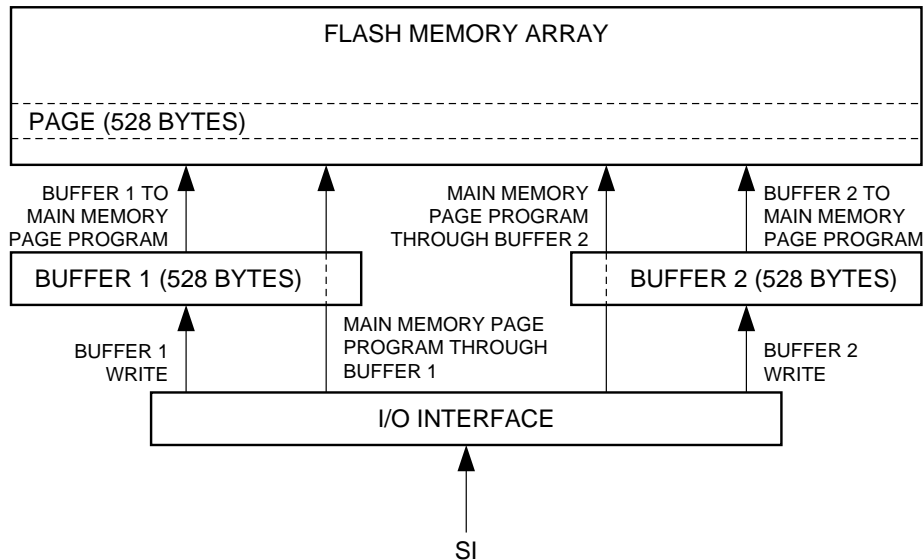 FLASH MEMORY ARRAY
PAGE (528 BYTES)
BUFFER 1 TO
MAIN MEMORY
PAGE PROGRAM
MAIN MEMORY
PAGE PROGRAM
THROUGH BUFFER 2
BUFFER 2 TO
MAIN MEMORY
PAGE PROGRAM
BUFFER 1 (528 BYTES)
BUFFER 2 (528 BYTES)
BUFFER 1
WRITE
MAIN MEMORY PAGE
PROGRAM THROUGH
BUFFER 1
BUFFER 2
WRITE
I/O INTERFACE
SI